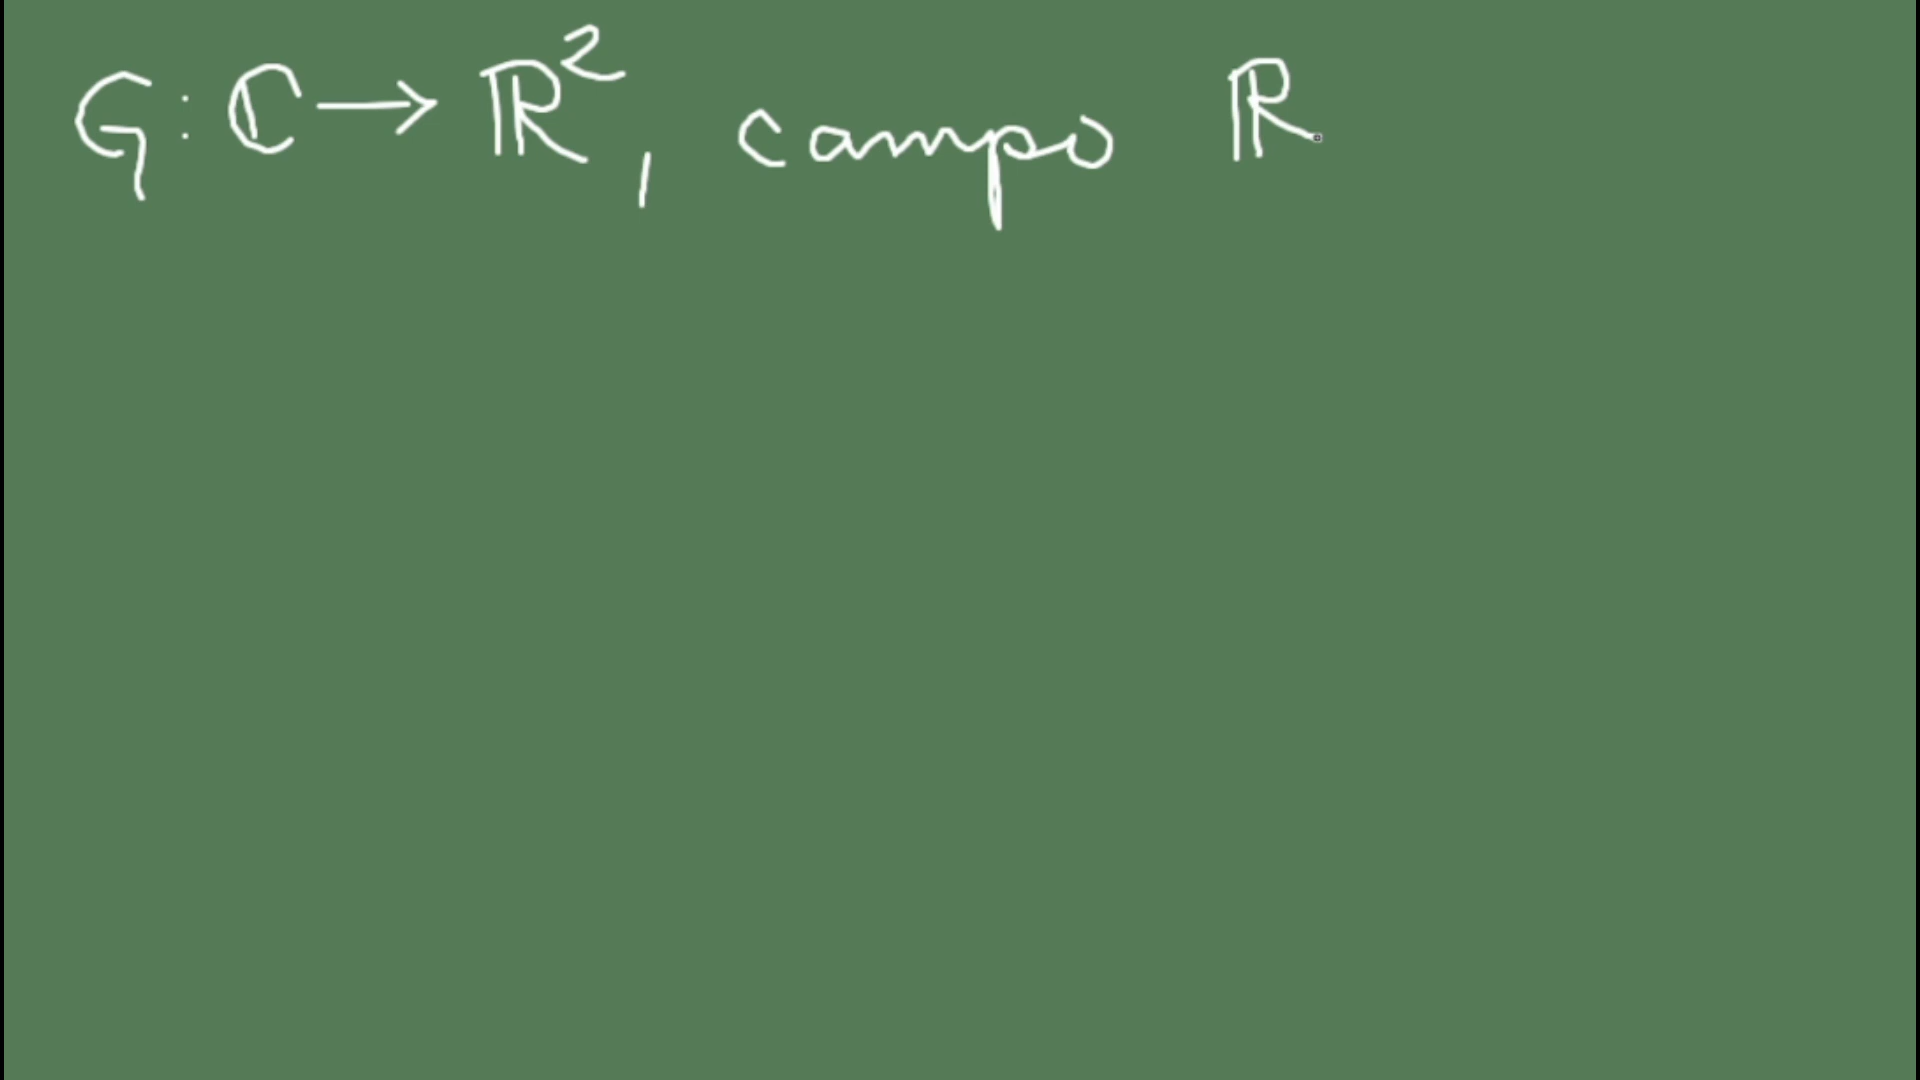 G: ℂ → ℝ², campo ℝ